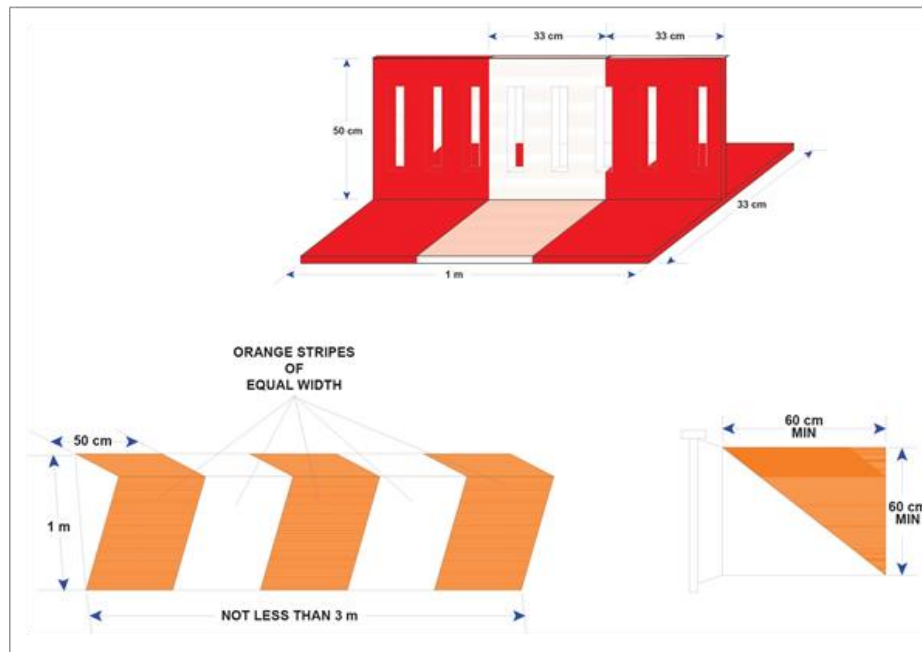 33 cm
33 cm
50 cm
33 cm
1 m
ORANGE STRIPES
OF
EQUAL WIDTH
50 cm
1 m
NOT LESS THAN 3 m
60 cm
MIN
60 cm
MIN